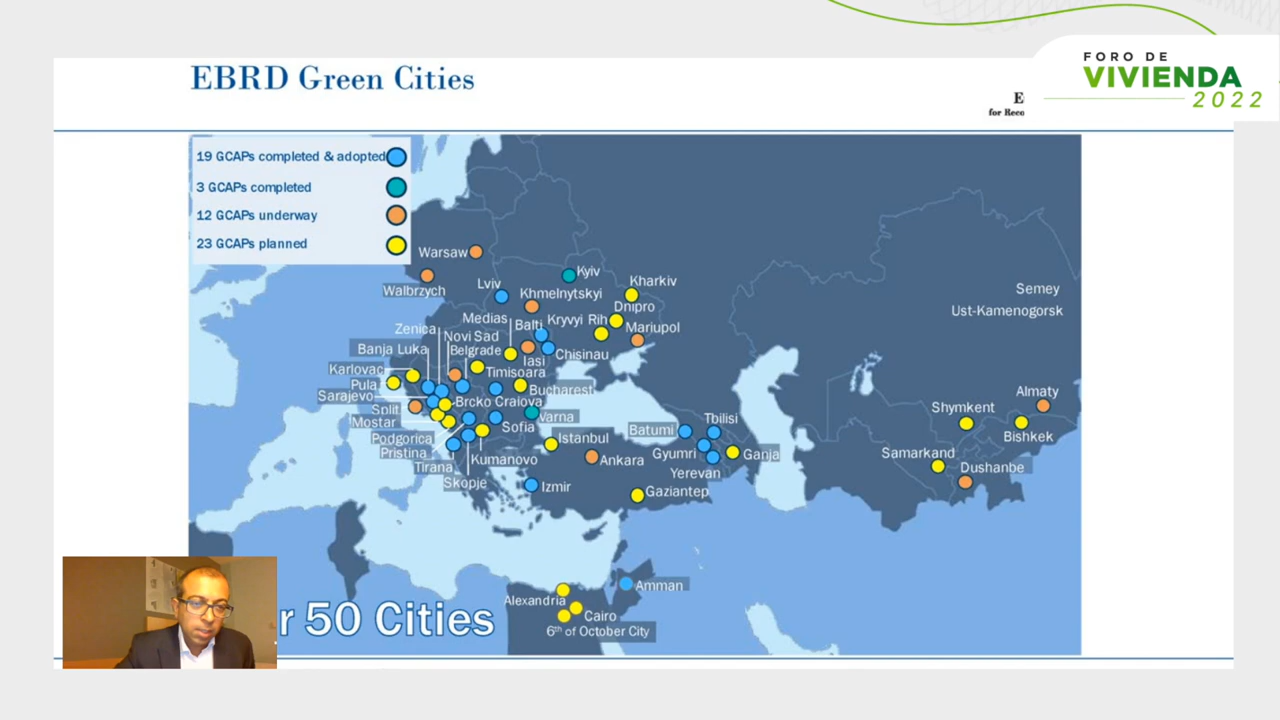 FORO DE
VIVIENDA
2022
EBRD Green Cities
E
for Reco
19 GCAPs completed & adopted
3 GCAPs completed
12 GCAPs underway
23 GCAPs planned
Warsaw
Walbrzych
Kyiv
Lviv
Khmelnytskyi
Kharkiv
Dnipro
Semey
Ust-Kamenogorsk
Medias
Balti
Kryvyi Rih
Mariupol
Zenica
Novi Sad
Banja Luka
Belgrade
Iasi
Chisinau
Karlovac
Timisoara
Pula
Bucharest
Sarajevo
Brcko
Craiova
Split
Mostar
Varna
Sofia
Podgorica
Pristina
Tirana
Kumanovo
Skopje
Istanbul
Ankara
Izmir
Gaziantep
Batumi
Tbilisi
Gyumri
Ganja
Yerevan
Almaty
Shymkent
Bishkek
Samarkand
Dushanbe
Amman
Alexandria
Cairo
6th of October City
r 50 Cities